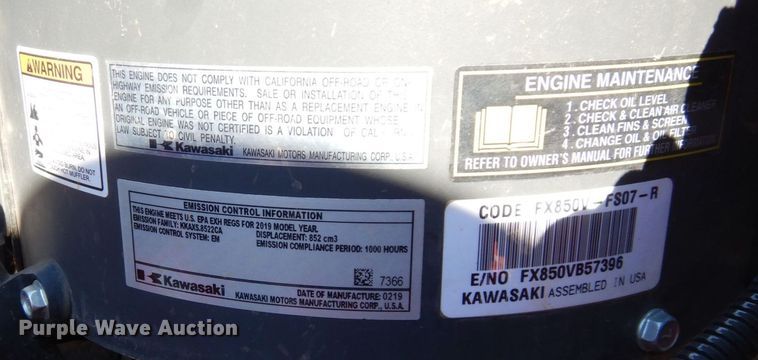 WARNING
DO NOT
HOT MUFFLER.
THIS ENGINE DOES NOT COMPLY WITH CALIFORNIA OFF-ROAD OR ON-
HIGHWAY EMISSION REQUIREMENTS. SALE OR INSTALLATION OF THIS
ENGINE FOR ANY PURPOSE OTHER THAN AS A REPLACEMENT ENGINE IN
AN OFF-ROAD VEHICLE OR PIECE OF OFF-ROAD EQUIPMENT WHOSE
ORIGINAL ENGINE WAS NOT CERTIFIED IS A VIOLATION OF CAL
LAW SUBJECT TO CIVIL PENALTY.
Kawasaki KAWASAKI MOTORS MANUFACTURING CORP., U.S.A.
ENGINE MAINTENANCE
1. CHECK OIL LEVEL
2. CHECK & CLEAN AIR CLEANER
3. CLEAN FINS & SCREEN
4. CHANGE OIL & OIL FILTER
REFER TO OWNER'S MANUAL FOR FURTHER INFORMATION
EMISSION CONTROL INFORMATION
THIS ENGINE MEETS U.S. EPA EXH REGS FOR 2019 MODEL YEAR.
EMISSION FAMILY: KKAXS.8522CA DISPLACEMENT: 852 cm3
EMISSION CONTROL SYSTEM: EM EMISSION COMPLIANCE PERIOD: 1000 HOURS
7366
Kawasaki DATE OF MANUFACTURE: 0219
KAWASAKI MOTORS MANUFACTURING CORP., U.S.A.
CODE FX850V-FS07-R
E/NO FX850VB57396
KAWASAKI ASSEMBLED IN USA
Purple Wave Auction